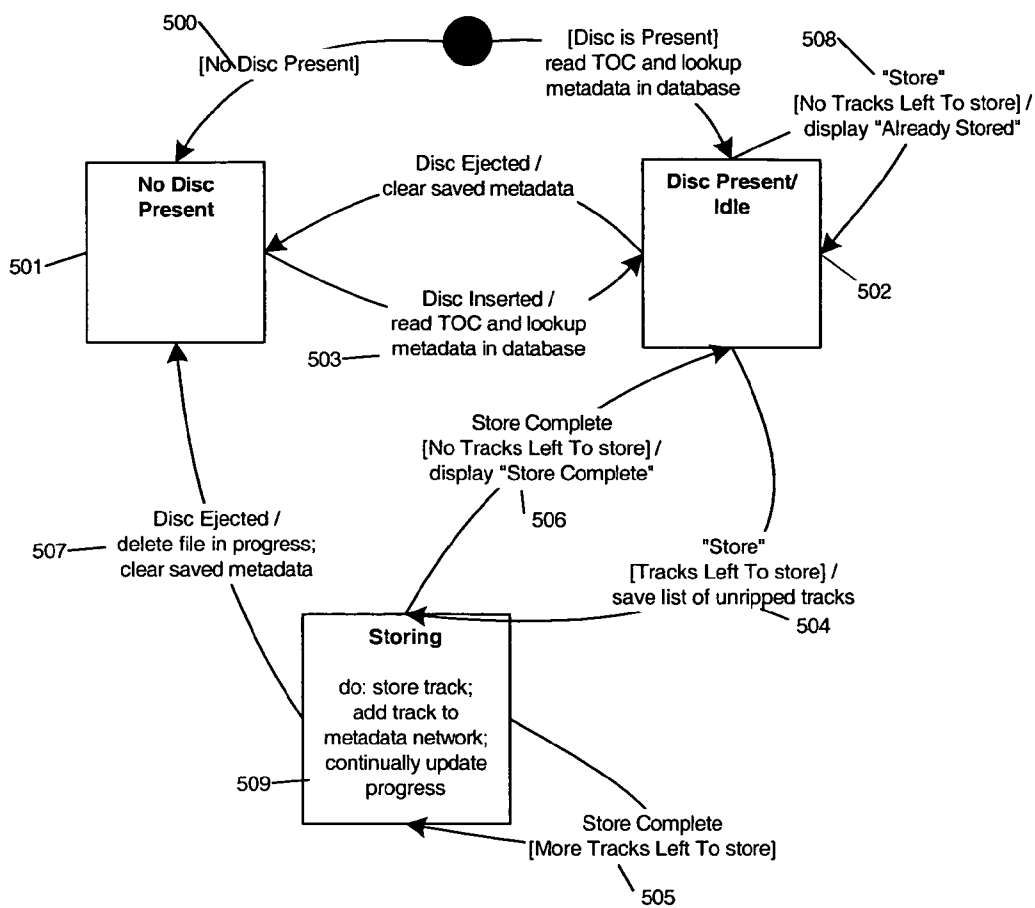 500
[No Disc Present]
[Disc is Present]
read TOC and lookup
metadata in database
508
"Store"
[No Tracks Left To store] /
display "Already Stored"
No Disc
Present
501
Disc Ejected /
clear saved metadata
Disc Present/
Idle
502
Disc Inserted /
read TOC and lookup
metadata in database
503
Store Complete
[No Tracks Left To store] /
display "Store Complete"
506
Disc Ejected /
delete file in progress;
clear saved metadata
507
"Store"
[Tracks Left To store] /
save list of unripped tracks
504
Storing
do: store track;
add track to
metadata network;
continually update
progress
509
Store Complete
[More Tracks Left To store]
505